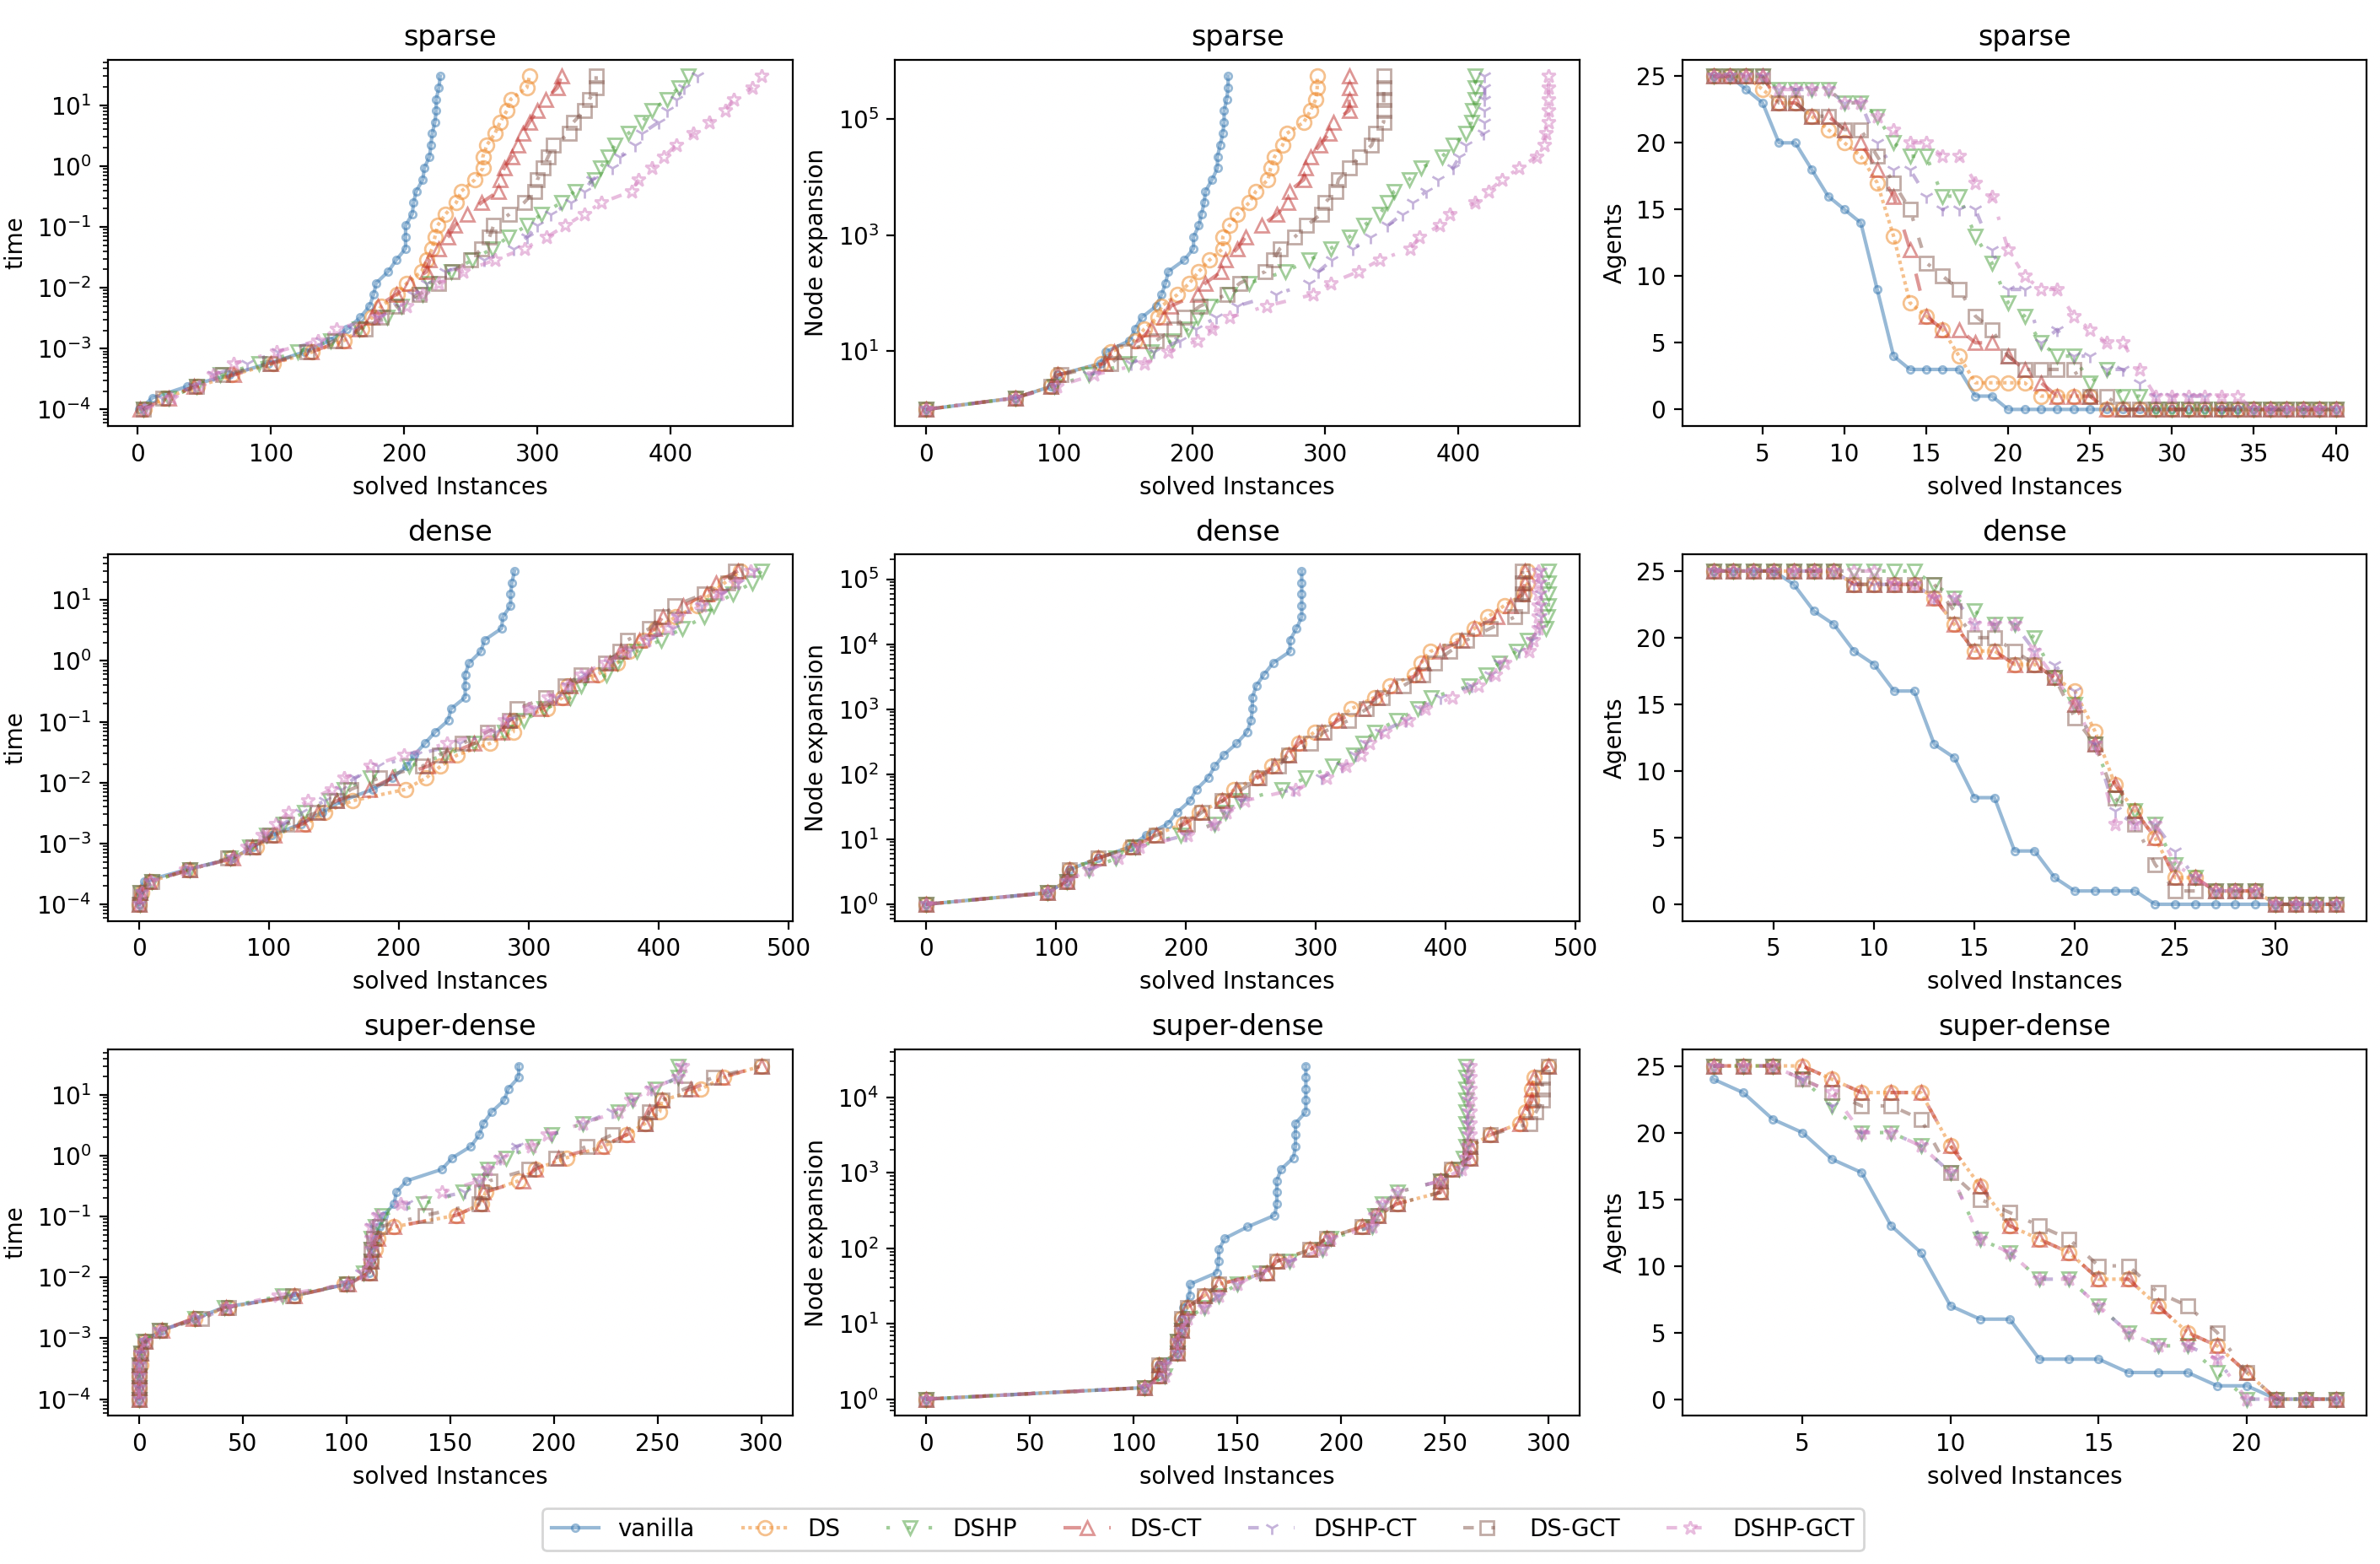 sparse
time
10^1
10^0
10^-1
10^-2
10^-3
10^-4
0 100 200 300 400
solved Instances
sparse
Node expansion
10^5
10^3
10^1
0 100 200 300 400
solved Instances
sparse
Agents
25
20
15
10
5
0
5 10 15 20 25 30 35 40
solved Instances
dense
time
10^1
10^0
10^-1
10^-2
10^-3
10^-4
0 100 200 300 400 500
solved Instances
dense
Node expansion
10^5
10^4
10^3
10^2
10^1
10^0
0 100 200 300 400 500
solved Instances
dense
Agents
25
20
15
10
5
0
5 10 15 20 25 30
solved Instances
super-dense
time
10^1
10^0
10^-1
10^-2
10^-3
10^-4
0 50 100 150 200 250 300
solved Instances
super-dense
Node expansion
10^4
10^3
10^2
10^1
10^0
0 50 100 150 200 250 300
solved Instances
super-dense
Agents
25
20
15
10
5
0
5 10 15 20
solved Instances
vanilla DS DSHP DS-CT DSHP-CT DS-GCT DSHP-GCT